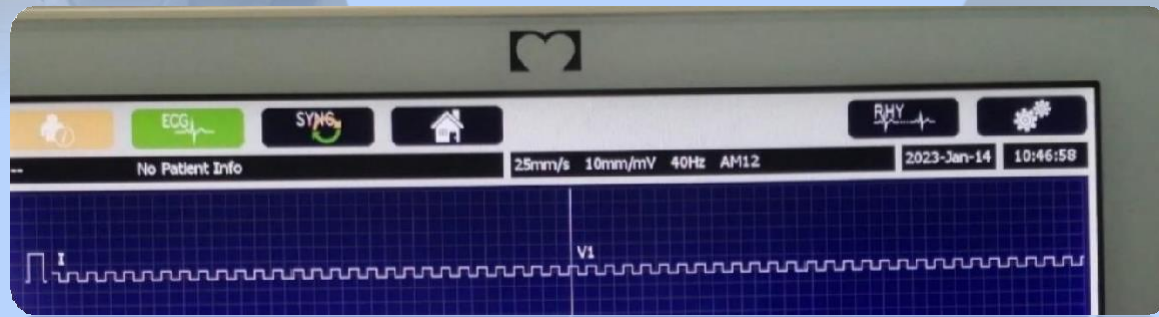 ECG SYNC RHY
-- No Patient Info 25mm/s 10mm/mV 40Hz AM12 2023-Jan-14 10:46:58
I V1